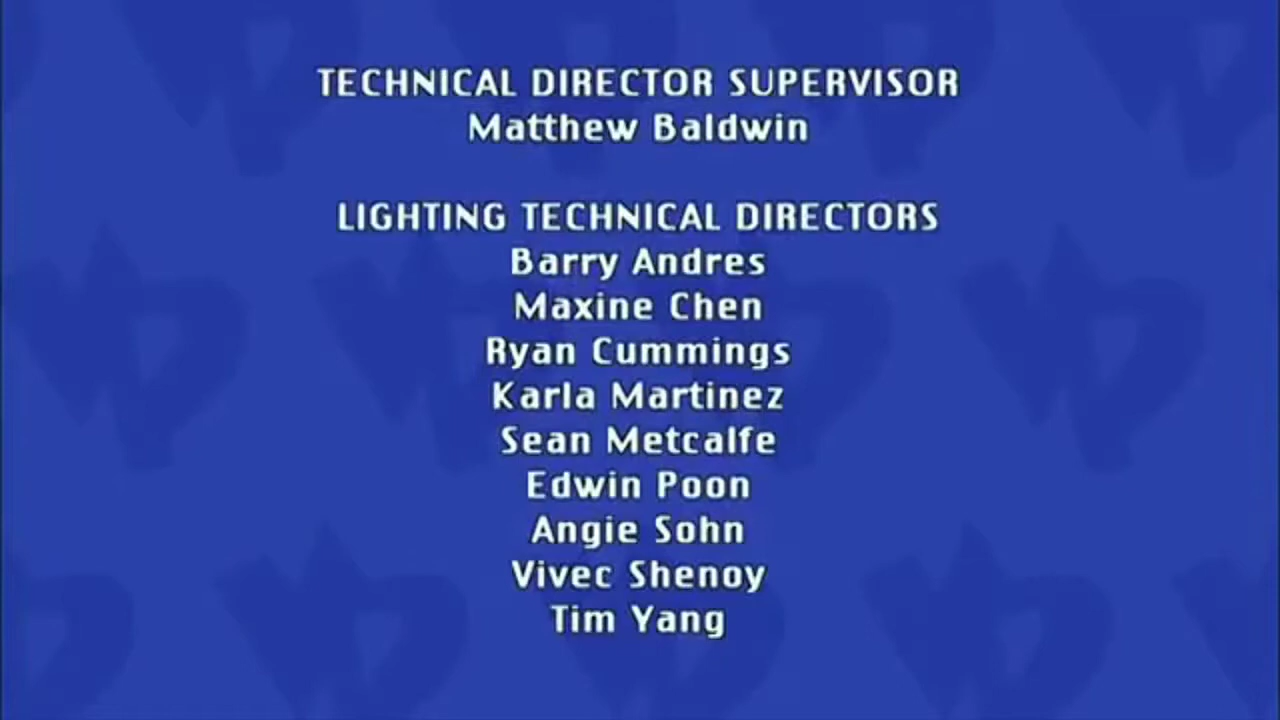 TECHNICAL DIRECTOR SUPERVISOR
Matthew Baldwin
LIGHTING TECHNICAL DIRECTORS
Barry Andres
Maxine Chen
Ryan Cummings
Karla Martinez
Sean Metcalfe
Edwin Poon
Angie Sohn
Vivec Shenoy
Tim Yang